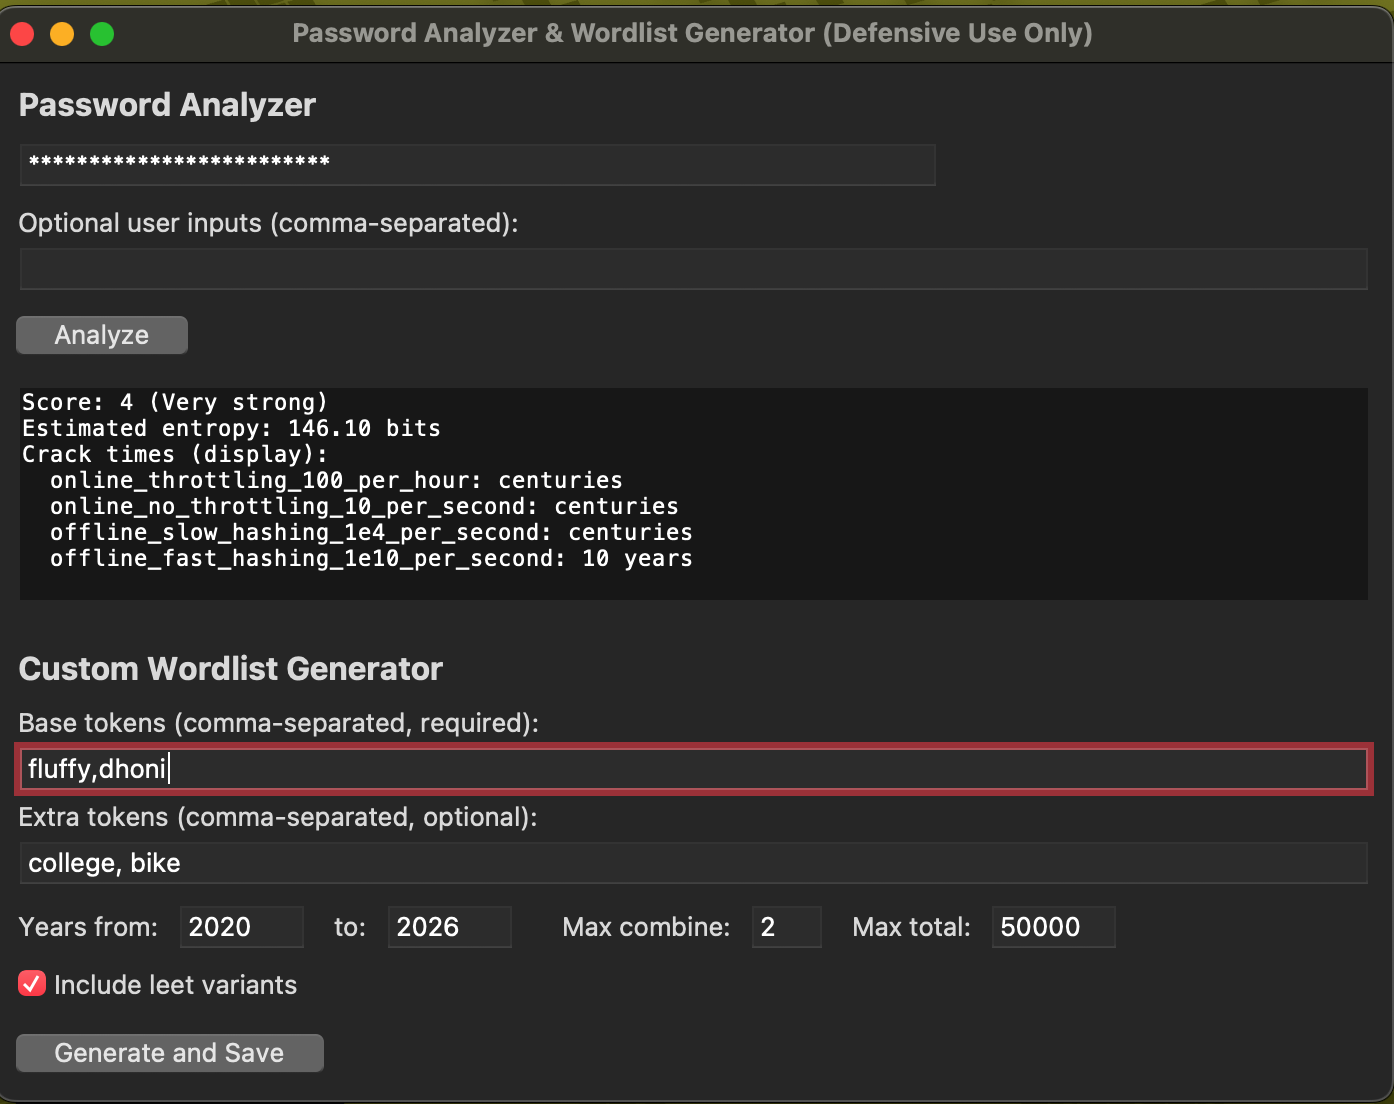 Password Analyzer & Wordlist Generator (Defensive Use Only)
Password Analyzer
*************************
Optional user inputs (comma-separated):
Analyze
Score: 4 (Very strong)
Estimated entropy: 146.10 bits
Crack times (display):
online_throttling_100_per_hour: centuries
online_no_throttling_10_per_second: centuries
offline_slow_hashing_1e4_per_second: centuries
offline_fast_hashing_1e10_per_second: 10 years
Custom Wordlist Generator
Base tokens (comma-separated, required):
fluffy,dhoni
Extra tokens (comma-separated, optional):
college, bike
Years from: 2020 to: 2026 Max combine: 2 Max total: 50000
Include leet variants
Generate and Save